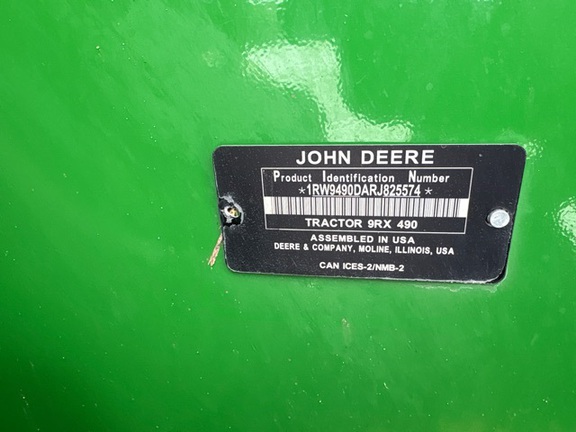 JOHN DEERE
Product Identification Number
*1RW9490DARJ825574*
TRACTOR 9RX 490
ASSEMBLED IN USA
DEERE & COMPANY, MOLINE, ILLINOIS, USA
CAN ICES-2/NMB-2